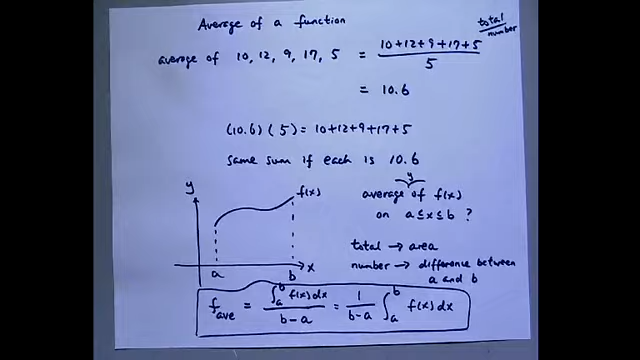 Average of a function
total
number
average of 10, 12, 9, 17, 5 = 10+12+9+17+5
5
= 10.6
(10.6)(5) = 10+12+9+17+5
same sum if each is 10.6
y
f(x)
a
b
x
y
average of f(x)
on a ≤ x ≤ b ?
total → area
number → difference between
a and b
f_ave = ∫_a^b f(x) dx / (b-a) = 1/(b-a) ∫_a^b f(x) dx